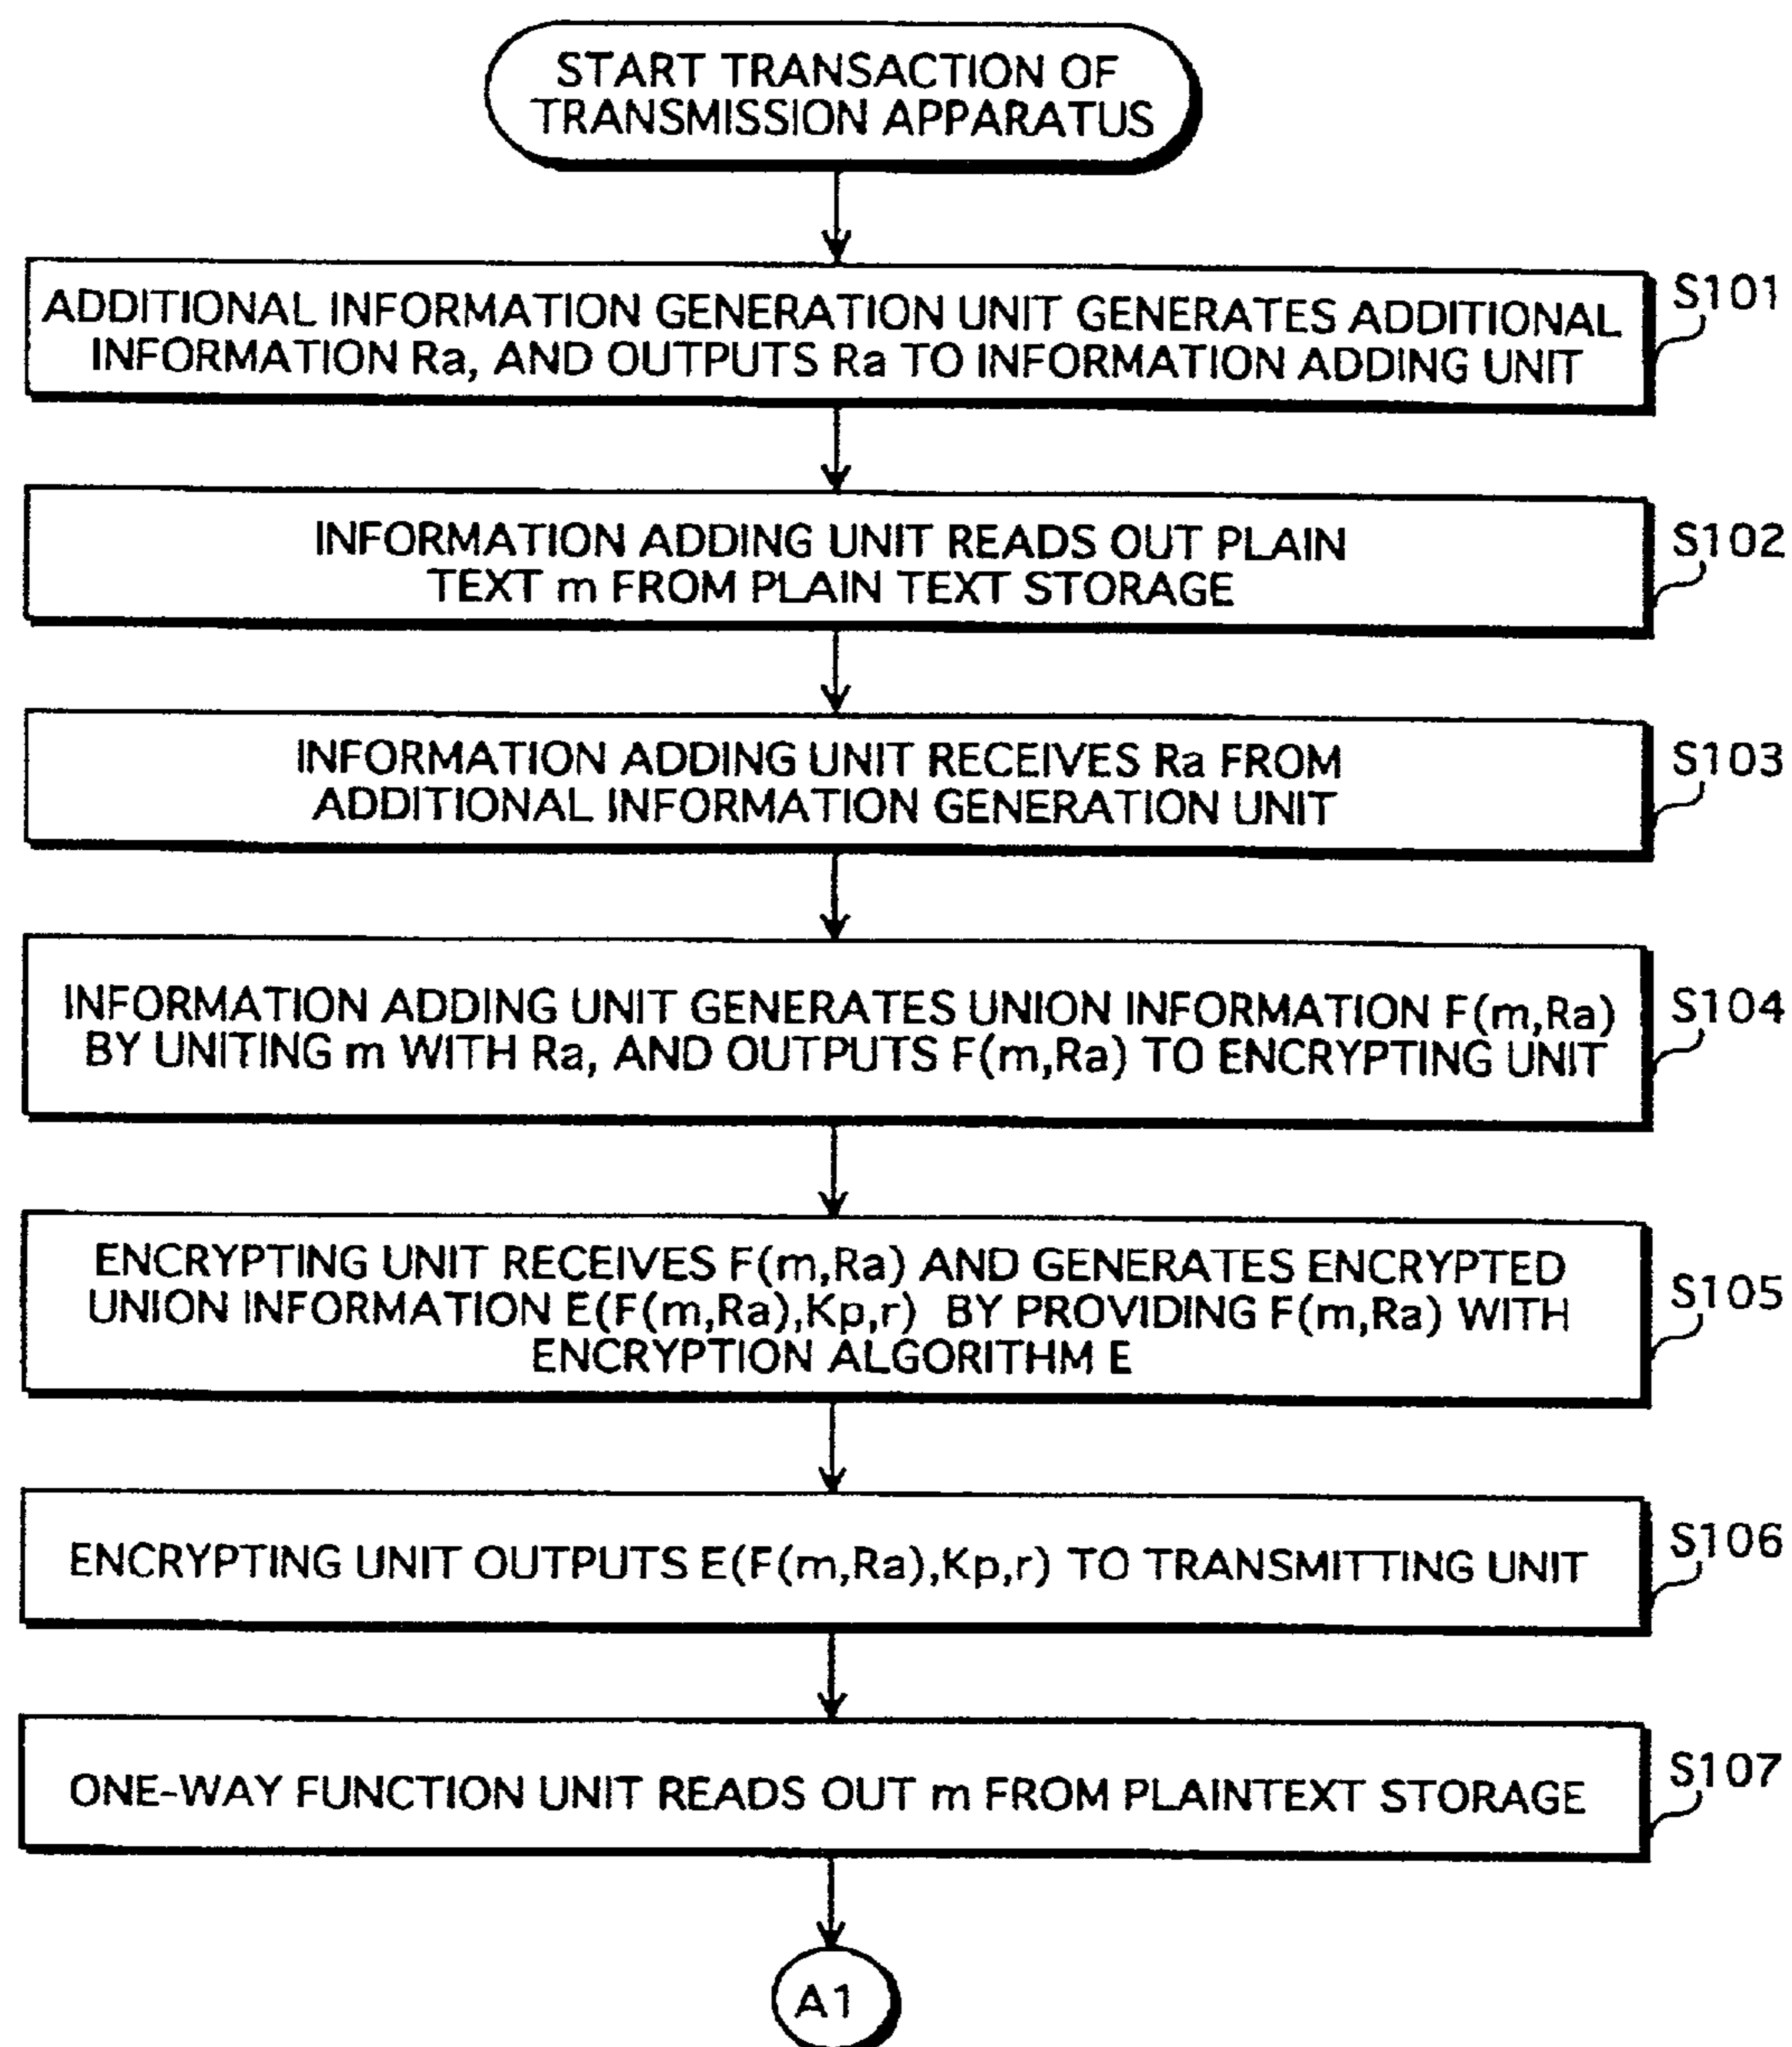 START TRANSACTION OF
TRANSMISSION APPARATUS
ADDITIONAL INFORMATION GENERATION UNIT GENERATES ADDITIONAL
INFORMATION Ra, AND OUTPUTS Ra TO INFORMATION ADDING UNIT
S101
INFORMATION ADDING UNIT READS OUT PLAIN
TEXT m FROM PLAIN TEXT STORAGE
S102
INFORMATION ADDING UNIT RECEIVES Ra FROM
ADDITIONAL INFORMATION GENERATION UNIT
S103
INFORMATION ADDING UNIT GENERATES UNION INFORMATION F(m,Ra)
BY UNITING m WITH Ra, AND OUTPUTS F(m,Ra) TO ENCRYPTING UNIT
S104
ENCRYPTING UNIT RECEIVES F(m,Ra) AND GENERATES ENCRYPTED
UNION INFORMATION E(F(m,Ra),Kp,r) BY PROVIDING F(m,Ra) WITH
ENCRYPTION ALGORITHM E
S105
ENCRYPTING UNIT OUTPUTS E(F(m,Ra),Kp,r) TO TRANSMITTING UNIT
S106
ONE-WAY FUNCTION UNIT READS OUT m FROM PLAINTEXT STORAGE
S107
A1